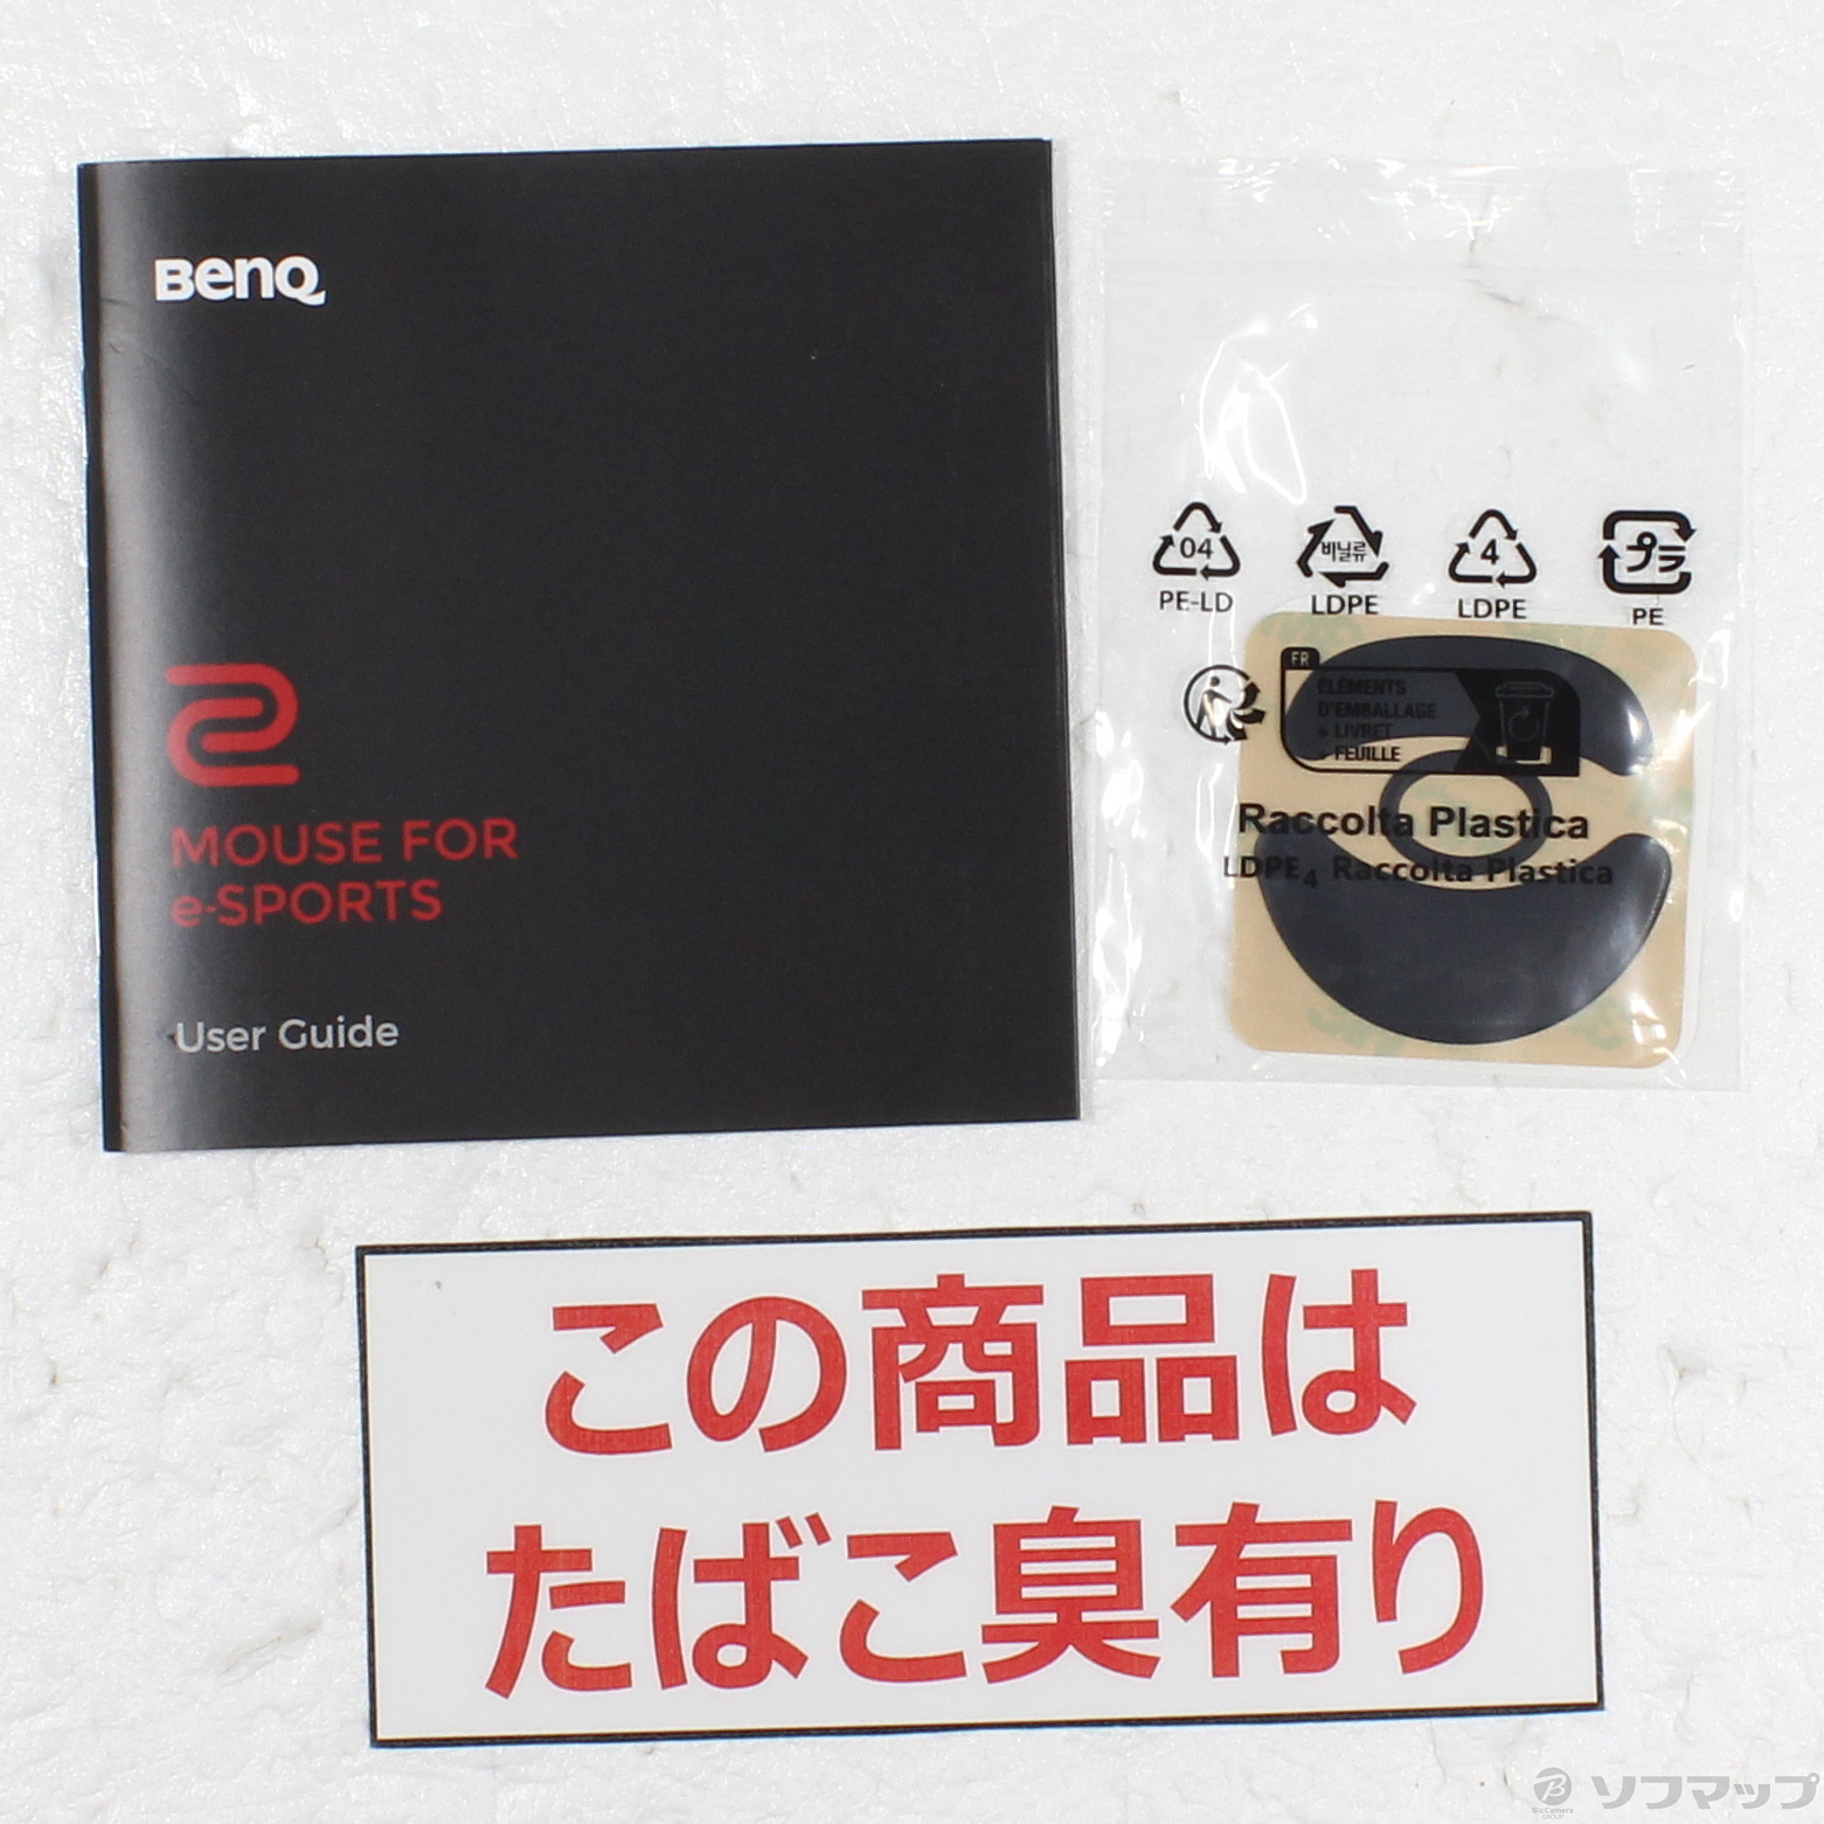 BenQ
MOUSE FOR
e-SPORTS
User Guide
04
PE-LD
비닐류
LDPE
4
LDPE
プラ
PE
FR
ÉLÉMENTS
D'EMBALLAGE
+ LIVRET
+ FEUILLE
Raccolta Plastica
LDPE4 Raccolta Plastica
この商品は
たばこ臭有り
B
BicCamera
GROUP
ソフマップ